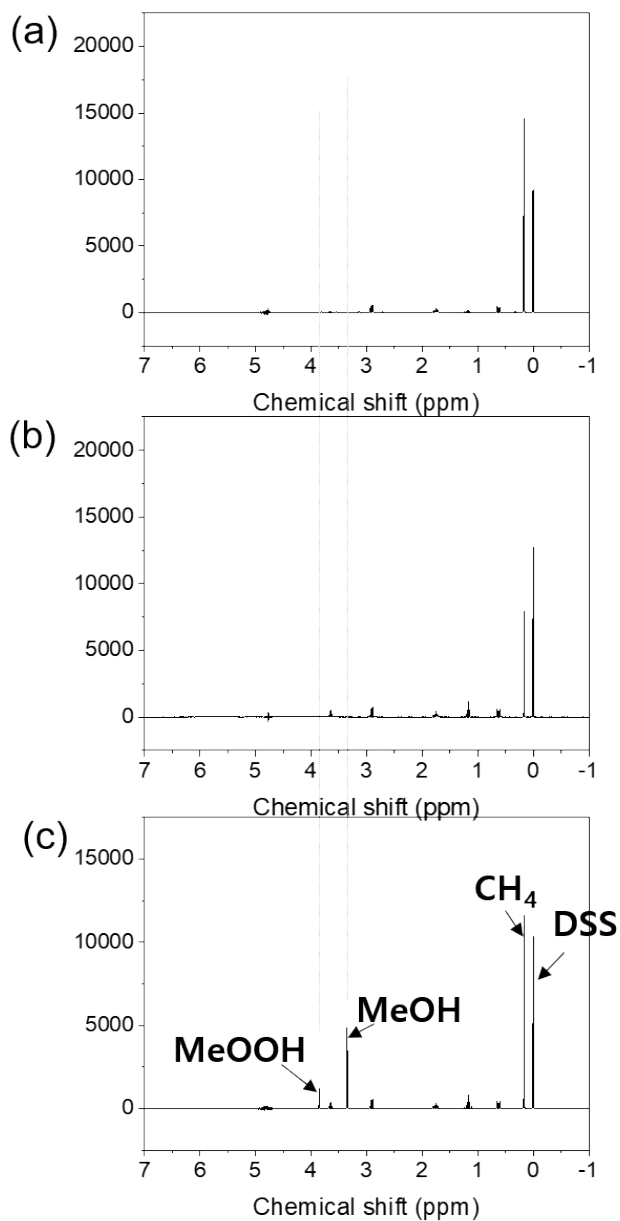 (a)
20000
15000
10000
5000
0
7 6 5 4 3 2 1 0 -1
Chemical shift (ppm)
(b)
20000
15000
10000
5000
0
7 6 5 4 3 2 1 0 -1
Chemical shift (ppm)
(c)
15000
CH₄
DSS
10000
MeOH
5000
MeOOH
0
7 6 5 4 3 2 1 0 -1
Chemical shift (ppm)